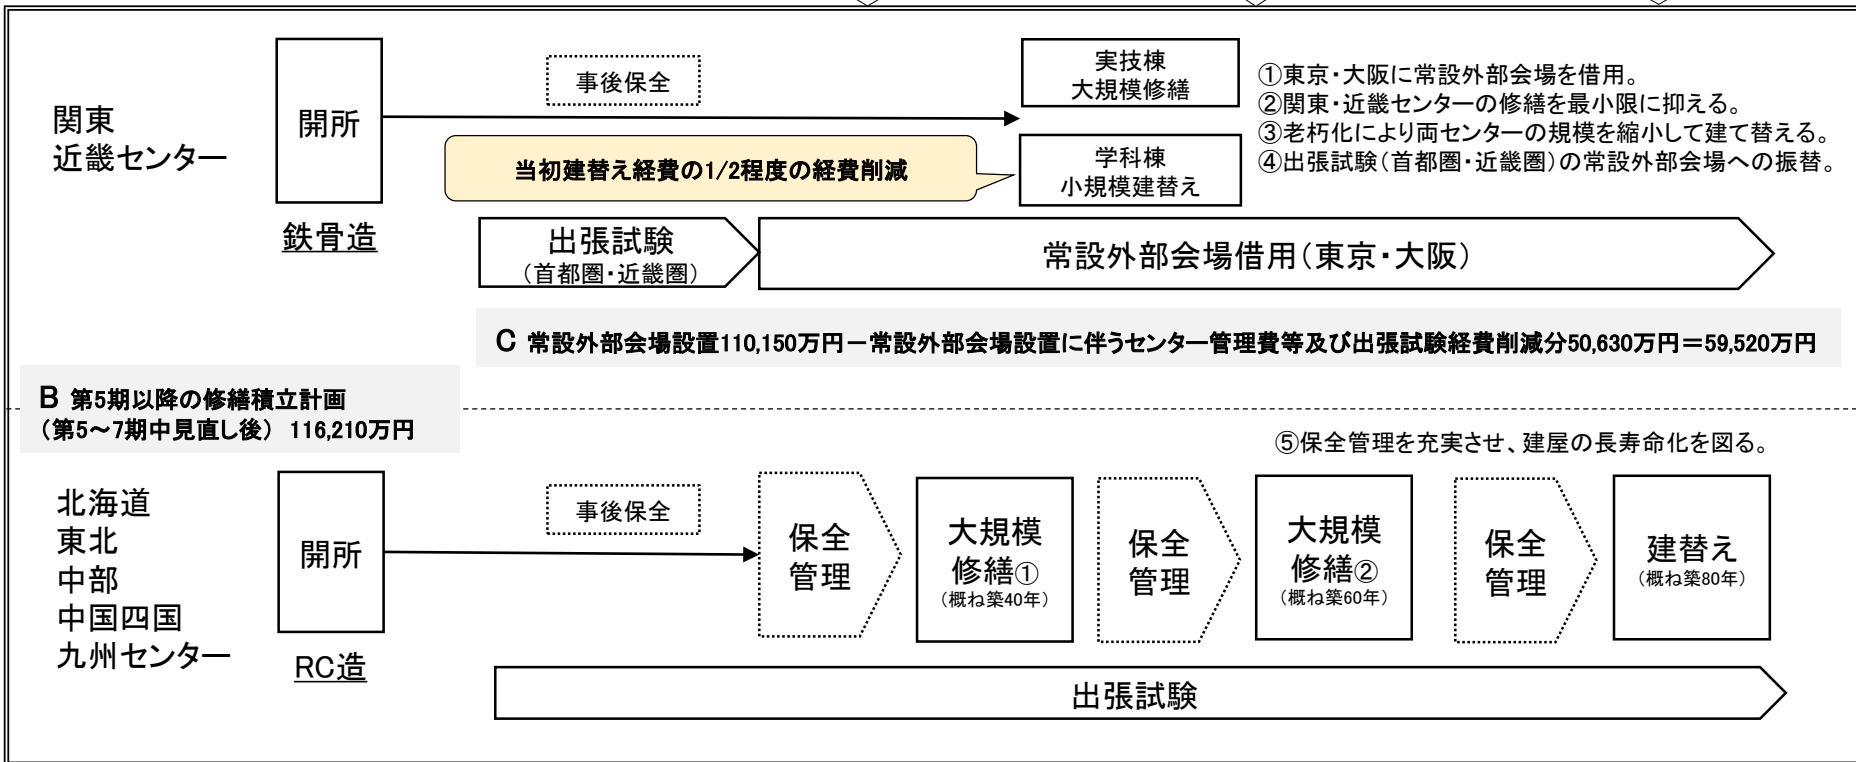 関東
近畿センター
開所
鉄骨造
事後保全
当初建替え経費の1/2程度の経費削減
実技棟
大規模修繕
学科棟
小規模建替え
①東京・大阪に常設外部会場を借用。
②関東・近畿センターの修繕を最小限に抑える。
③老朽化により両センターの規模を縮小して建て替える。
④出張試験（首都圏・近畿圏）の常設外部会場への振替。
出張試験
（首都圏・近畿圏）
常設外部会場借用（東京・大阪）
C 常設外部会場設置110,150万円－常設外部会場設置に伴うセンター管理費等及び出張試験経費削減分50,630万円＝59,520万円
B 第5期以降の修繕積立計画
（第5～7期中見直し後） 116,210万円
⑤保全管理を充実させ、建屋の長寿命化を図る。
北海道
東北
中部
中国四国
九州センター
開所
RC造
事後保全
保全
管理
大規模
修繕①
（概ね築40年）
保全
管理
大規模
修繕②
（概ね築60年）
保全
管理
建替え
（概ね築80年）
出張試験